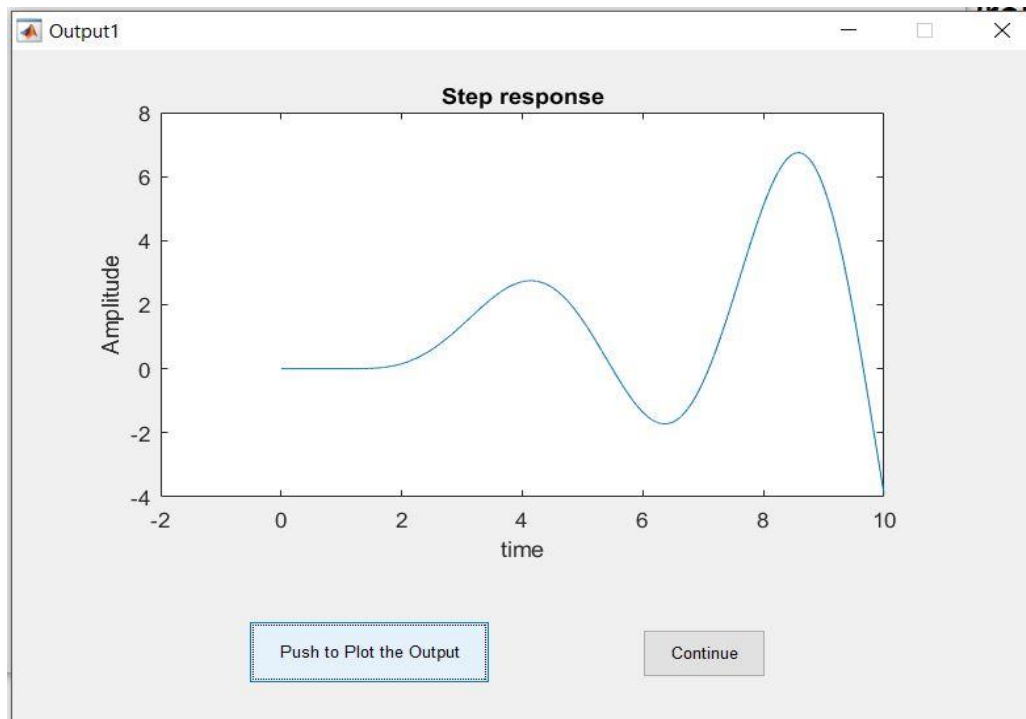 Output1
Step response
8
6
4
2
0
-2
-4
Amplitude
-2 0 2 4 6 8 10
time
Push to Plot the Output
Continue